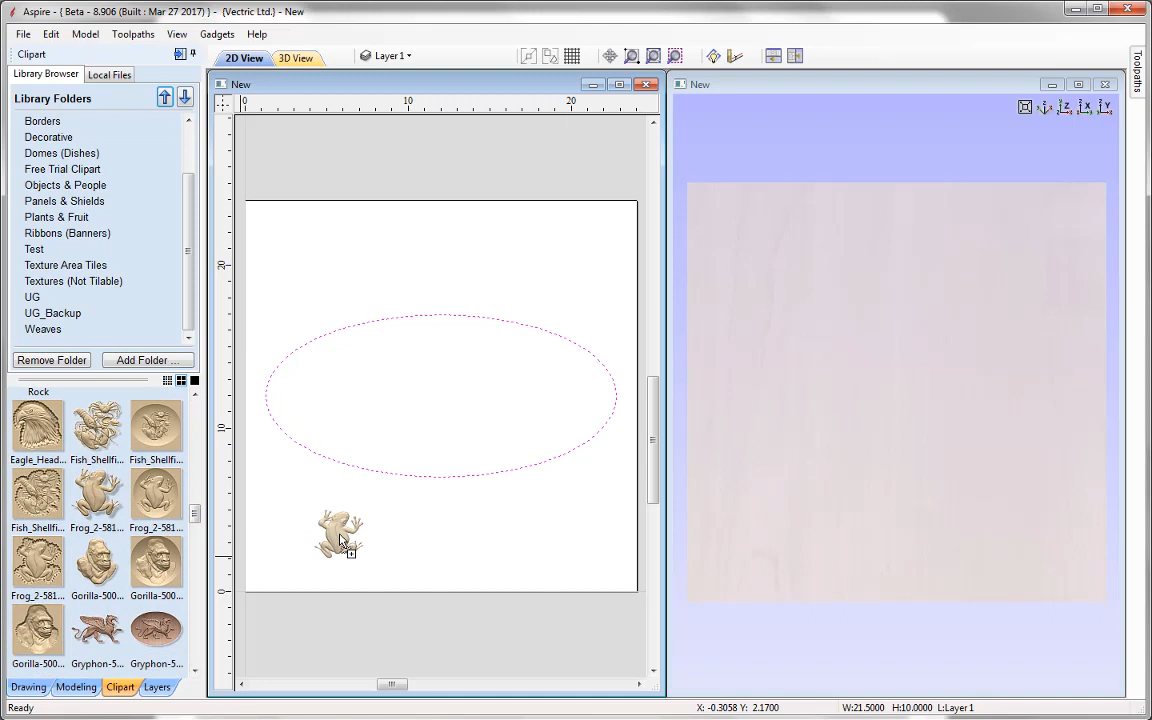 Aspire - { Beta - 8.906 (Built : Mar 27 2017) } - {Vectric Ltd.} - New
File Edit Model Toolpaths View Gadgets Help
Clipart
2D View 3D View Layer1
Library Browser Local Files
Library Folders
Borders
Decorative
Domes (Dishes)
Free Trial Clipart
Objects & People
Panels & Shields
Plants & Fruit
Ribbons (Banners)
Test
Texture Area Tiles
Textures (Not Tilable)
UG
UG_Backup
Weaves
Remove Folder Add Folder ...
Rock
Eagle_Head... Fish_Shellfi... Fish_Shellfi...
Fish_Shellfi... Frog_2-581... Frog_2-581...
Frog_2-581... Gorilla-500... Gorilla-500...
Gorilla-500... Gryphon-5... Gryphon-5...
Drawing Modeling Clipart Layers
New
0 10 20
20
10
0
New
Z X Y
Toolpaths
Ready
X: -0.3058 Y: 2.1700 W:21.5000 H:10.0000 L:Layer 1